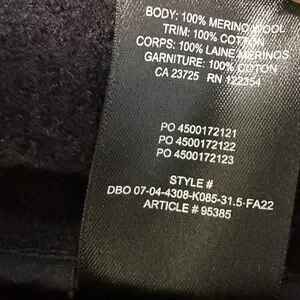 BODY: 100% MERINO WOOL
TRIM: 100% COTTON
CORPS: 100% LAINE MERINOS
GARNITURE: 100% COTON
CA 23725 RN 122354
PO 4500172121
PO 4500172122
PO 4500172123
STYLE #
DBO 07-04-4308-K085-31.5-FA22
ARTICLE # 95385